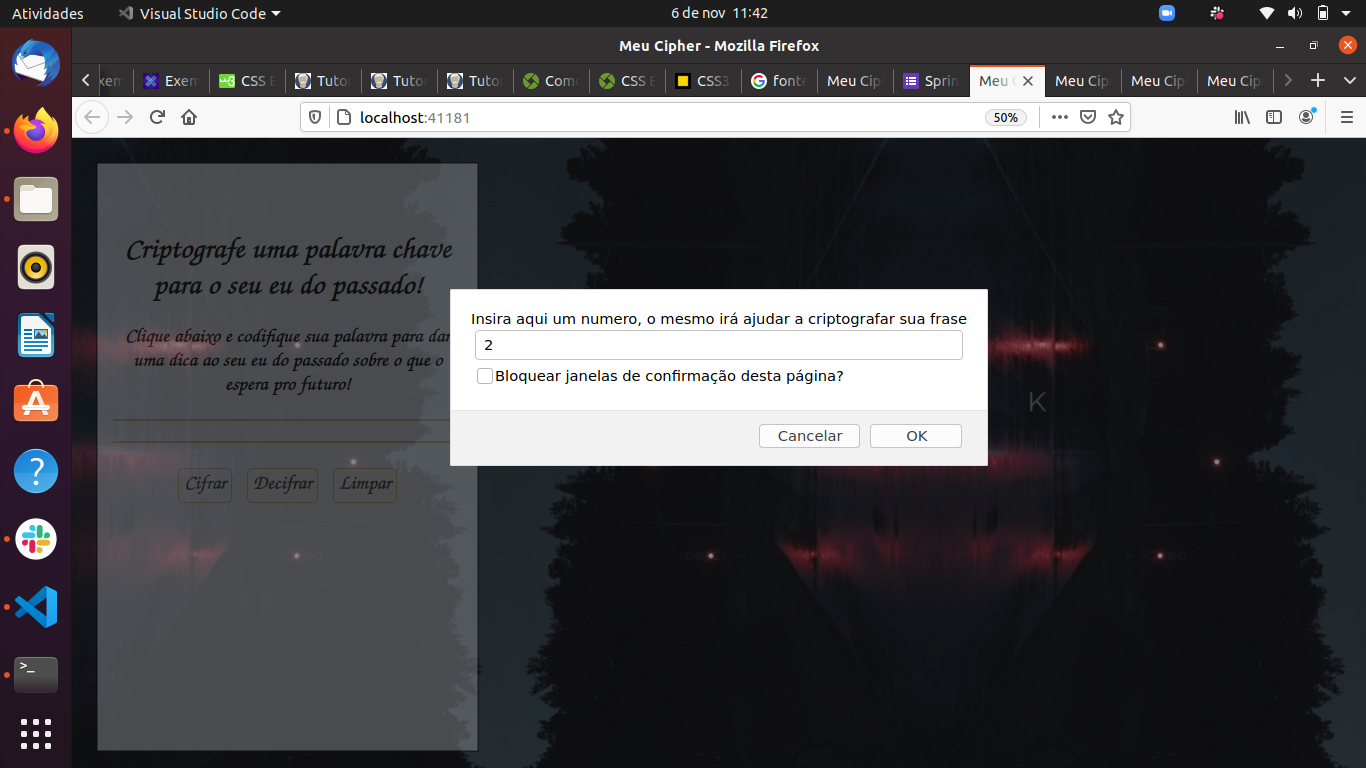 Atividades
Visual Studio Code
6 de nov 11:42
Meu Cipher - Mozilla Firefox
Exem
CSS E
Tutor
Tutor
Tutor
Com
CSS E
CSS3
fonte
Meu Cip
Sprin
Meu C
Meu Cip
Meu Cip
Meu Cip
localhost:41181
50%
Criptografe uma palavra chave
para o seu eu do passado!
Clique abaixo e codifique sua palavra para dar
uma dica ao seu eu do passado sobre o que o
espera pro futuro!
Cifrar
Decifrar
Limpar
Insira aqui um numero, o mesmo irá ajudar a criptografar sua frase
2
Bloquear janelas de confirmação desta página?
Cancelar
OK
K